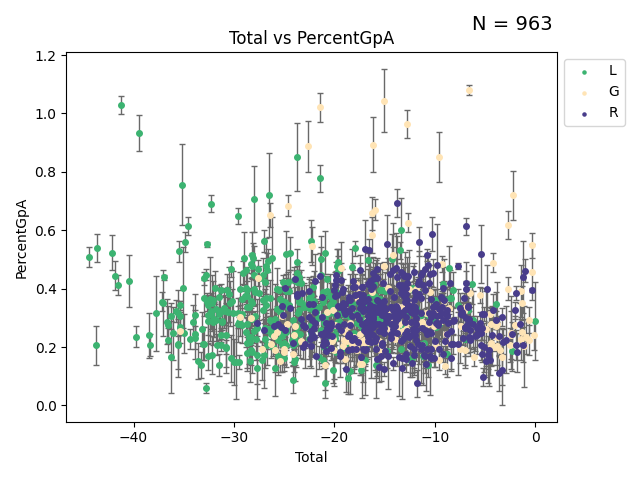 N = 963
Total vs PercentGpA
L
G
R
PercentGpA
1.2
1.0
0.8
0.6
0.4
0.2
0.0
−40
−30
−20
−10
0
Total